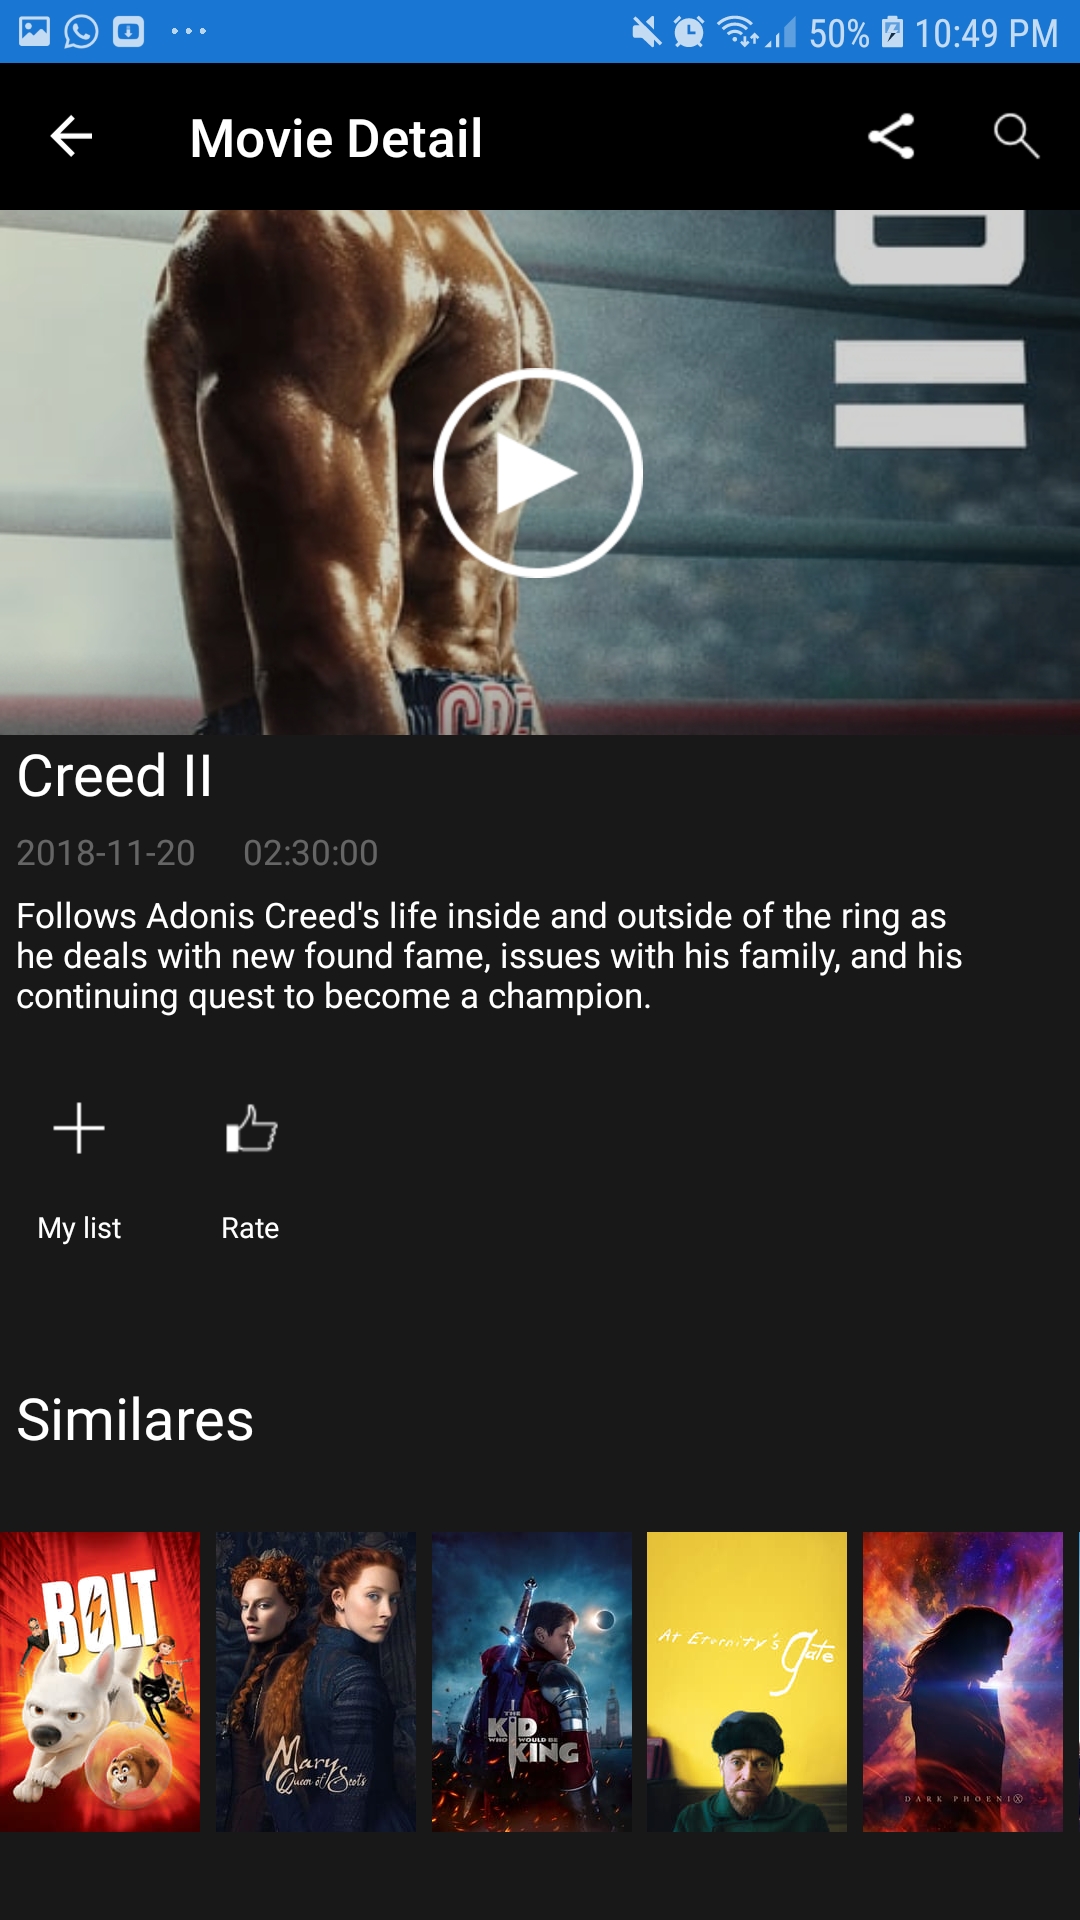 50% 10:49 PM
Movie Detail
II
CRE
Creed II
2018-11-20 02:30:00
Follows Adonis Creed's life inside and outside of the ring as
he deals with new found fame, issues with his family, and his
continuing quest to become a champion.
My list Rate
Similares
BOLT
Mary
Queen of Scots
THE
KID
WHO WOULD BE
KING
At Eternity's
gate
DARK PHOENIX